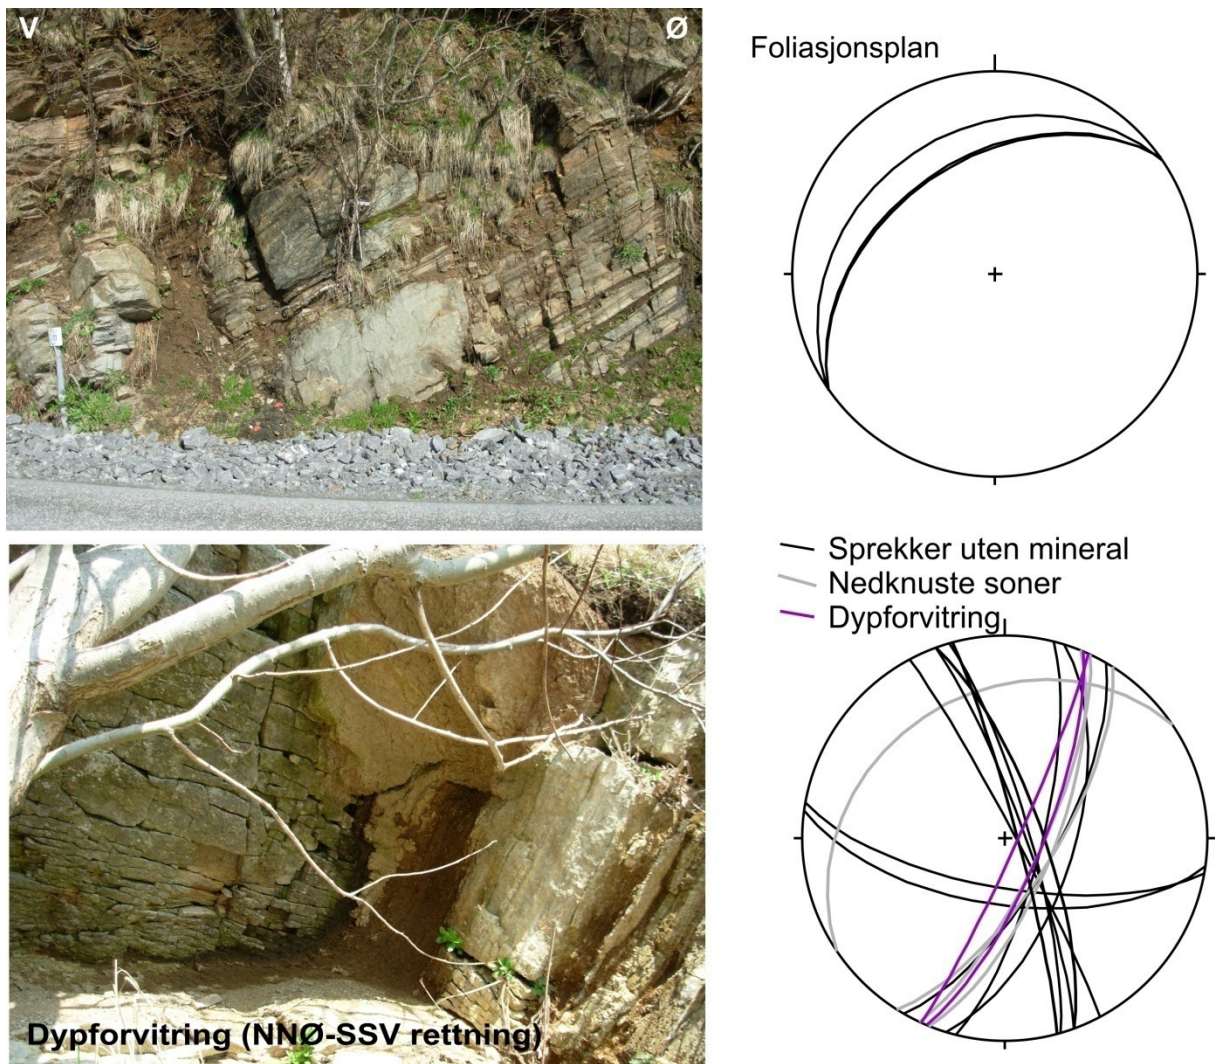 V Ø
Foliasjonsplan
Sprekker uten mineral
Nedknuste soner
Dypforvitring
Dypforvitring (NNØ-SSV rettning)